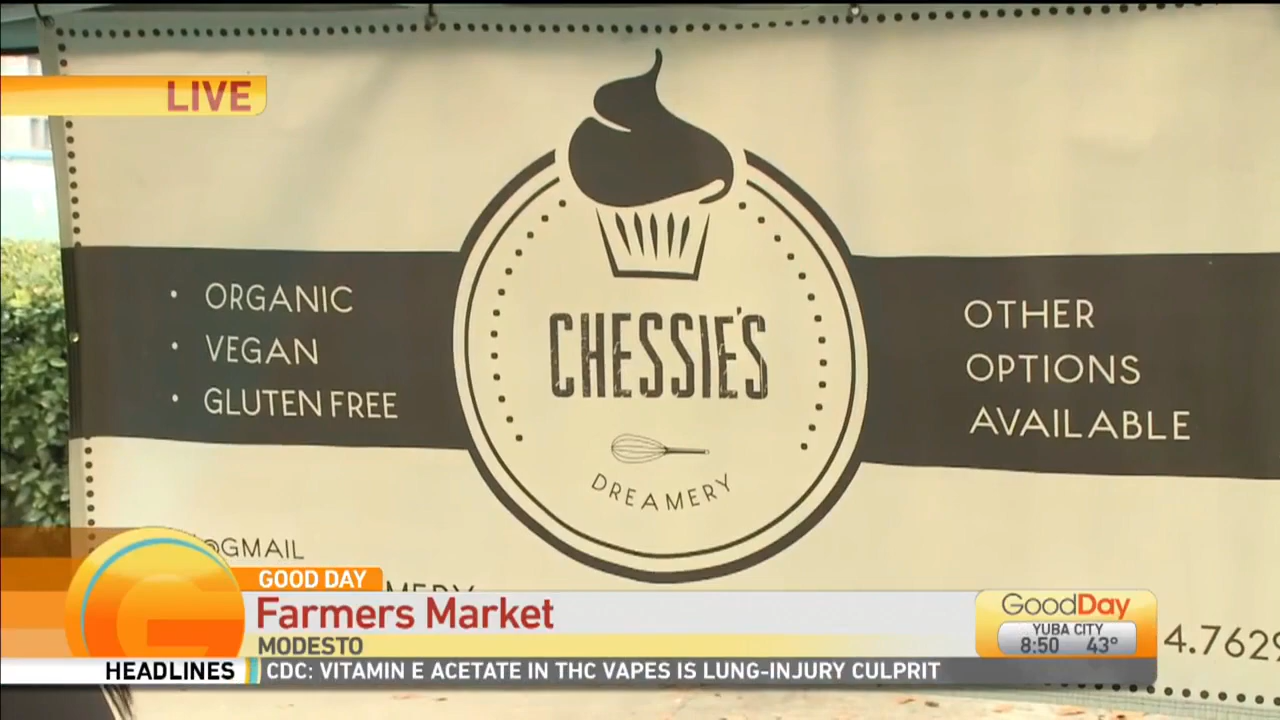 LIVE
• ORGANIC
• VEGAN
• GLUTEN FREE
CHESSIE'S
DREAMERY
OTHER
OPTIONS
AVAILABLE
@GMAIL
GOOD DAY
Farmers Market
MODESTO
GoodDay
YUBA CITY
8:50 43°
4.7629
HEADLINES CDC: VITAMIN E ACETATE IN THC VAPES IS LUNG-INJURY CULPRIT